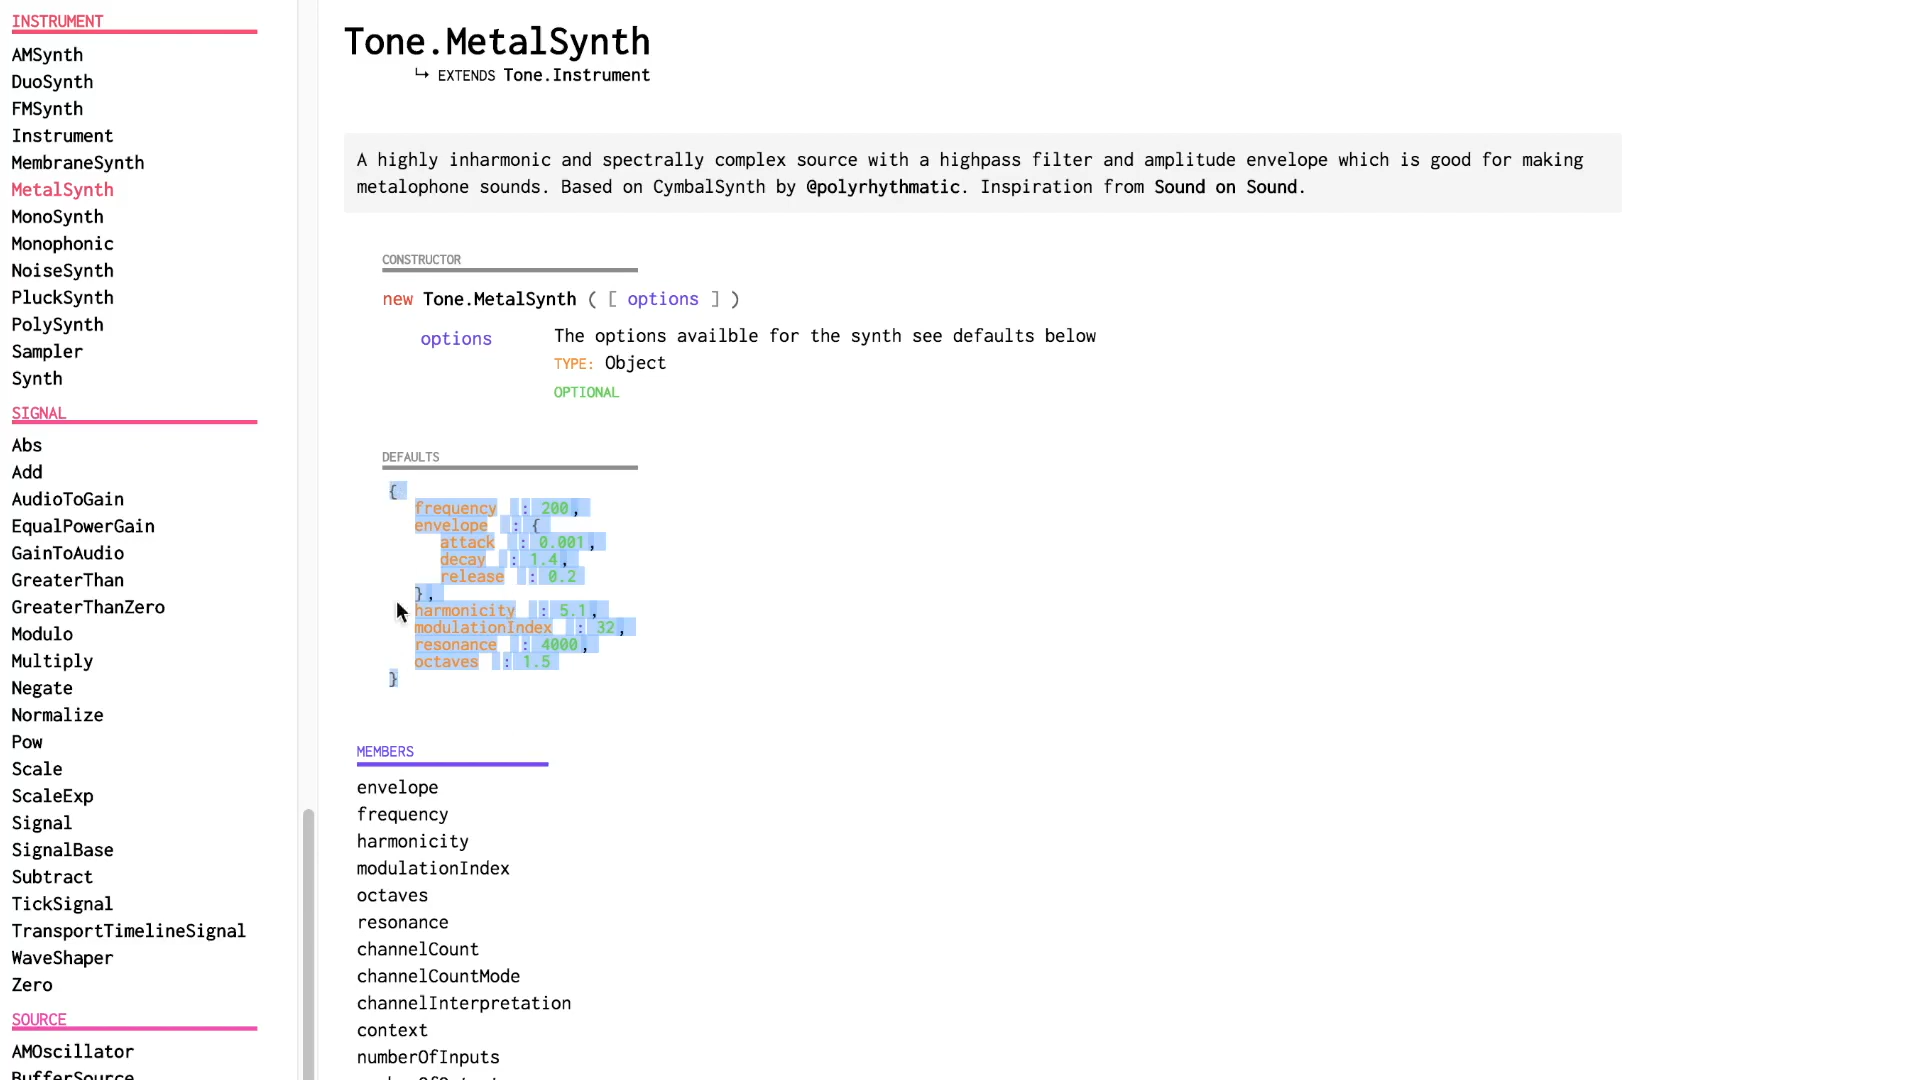 INSTRUMENT
AMSynth
DuoSynth
FMSynth
Instrument
MembraneSynth
MetalSynth
MonoSynth
Monophonic
NoiseSynth
PluckSynth
PolySynth
Sampler
Synth
SIGNAL
Abs
Add
AudioToGain
EqualPowerGain
GainToAudio
GreaterThan
GreaterThanZero
Modulo
Multiply
Negate
Normalize
Pow
Scale
ScaleExp
Signal
SignalBase
Subtract
TickSignal
TransportTimelineSignal
WaveShaper
Zero
SOURCE
AMOscillator
BufferSource
Tone.MetalSynth
↳ EXTENDS Tone.Instrument
A highly inharmonic and spectrally complex source with a highpass filter and amplitude envelope which is good for making
metalophone sounds. Based on CymbalSynth by @polyrhythmatic. Inspiration from Sound on Sound.
CONSTRUCTOR
new Tone.MetalSynth ( [ options ] )
options The options availble for the synth see defaults below
TYPE: Object
OPTIONAL
DEFAULTS
{
frequency : 200,
envelope : {
attack : 0.001,
decay : 1.4,
release : 0.2
},
harmonicity : 5.1,
modulationIndex : 32,
resonance : 4000,
octaves : 1.5
}
MEMBERS
envelope
frequency
harmonicity
modulationIndex
octaves
resonance
channelCount
channelCountMode
channelInterpretation
context
numberOfInputs